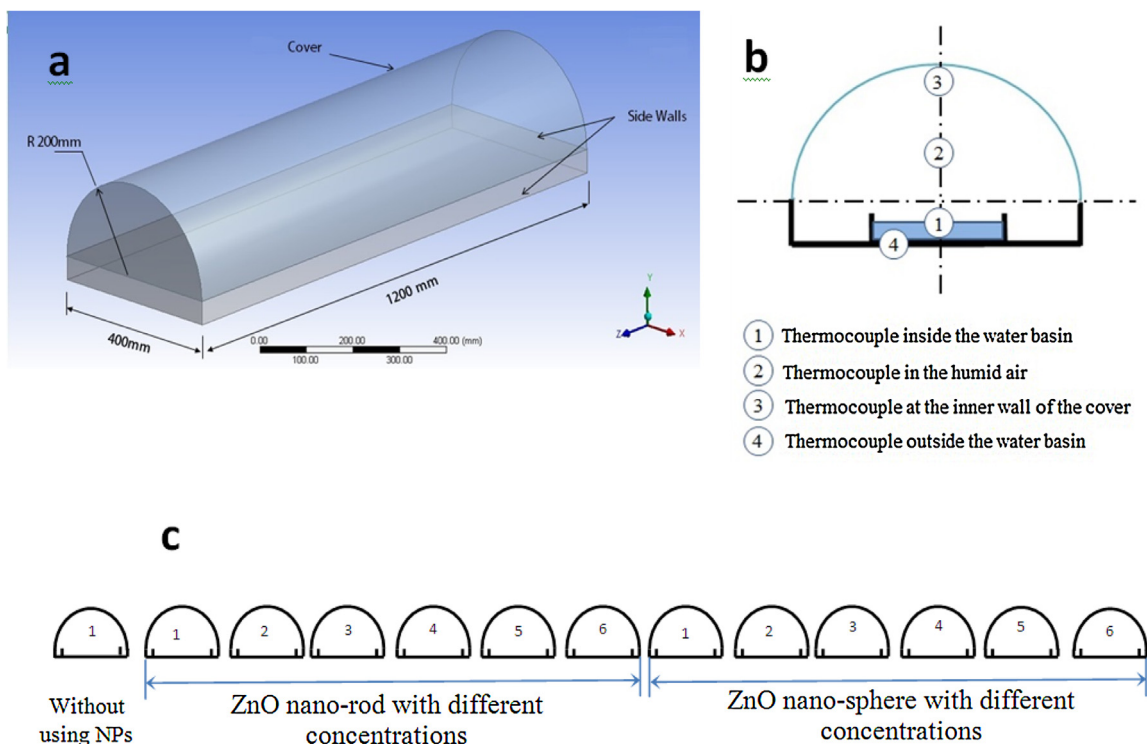 a
Cover
Side Walls
R 200mm
1200 mm
400mm
0.00 200.00 400.00 (mm)
100.00 300.00
Y
Z X
b
3
2
1
4
1 Thermocouple inside the water basin
2 Thermocouple in the humid air
3 Thermocouple at the inner wall of the cover
4 Thermocouple outside the water basin
c
1 1 2 3 4 5 6 1 2 3 4 5 6
Without
using NPs
ZnO nano-rod with different
concentrations
ZnO nano-sphere with different
concentrations